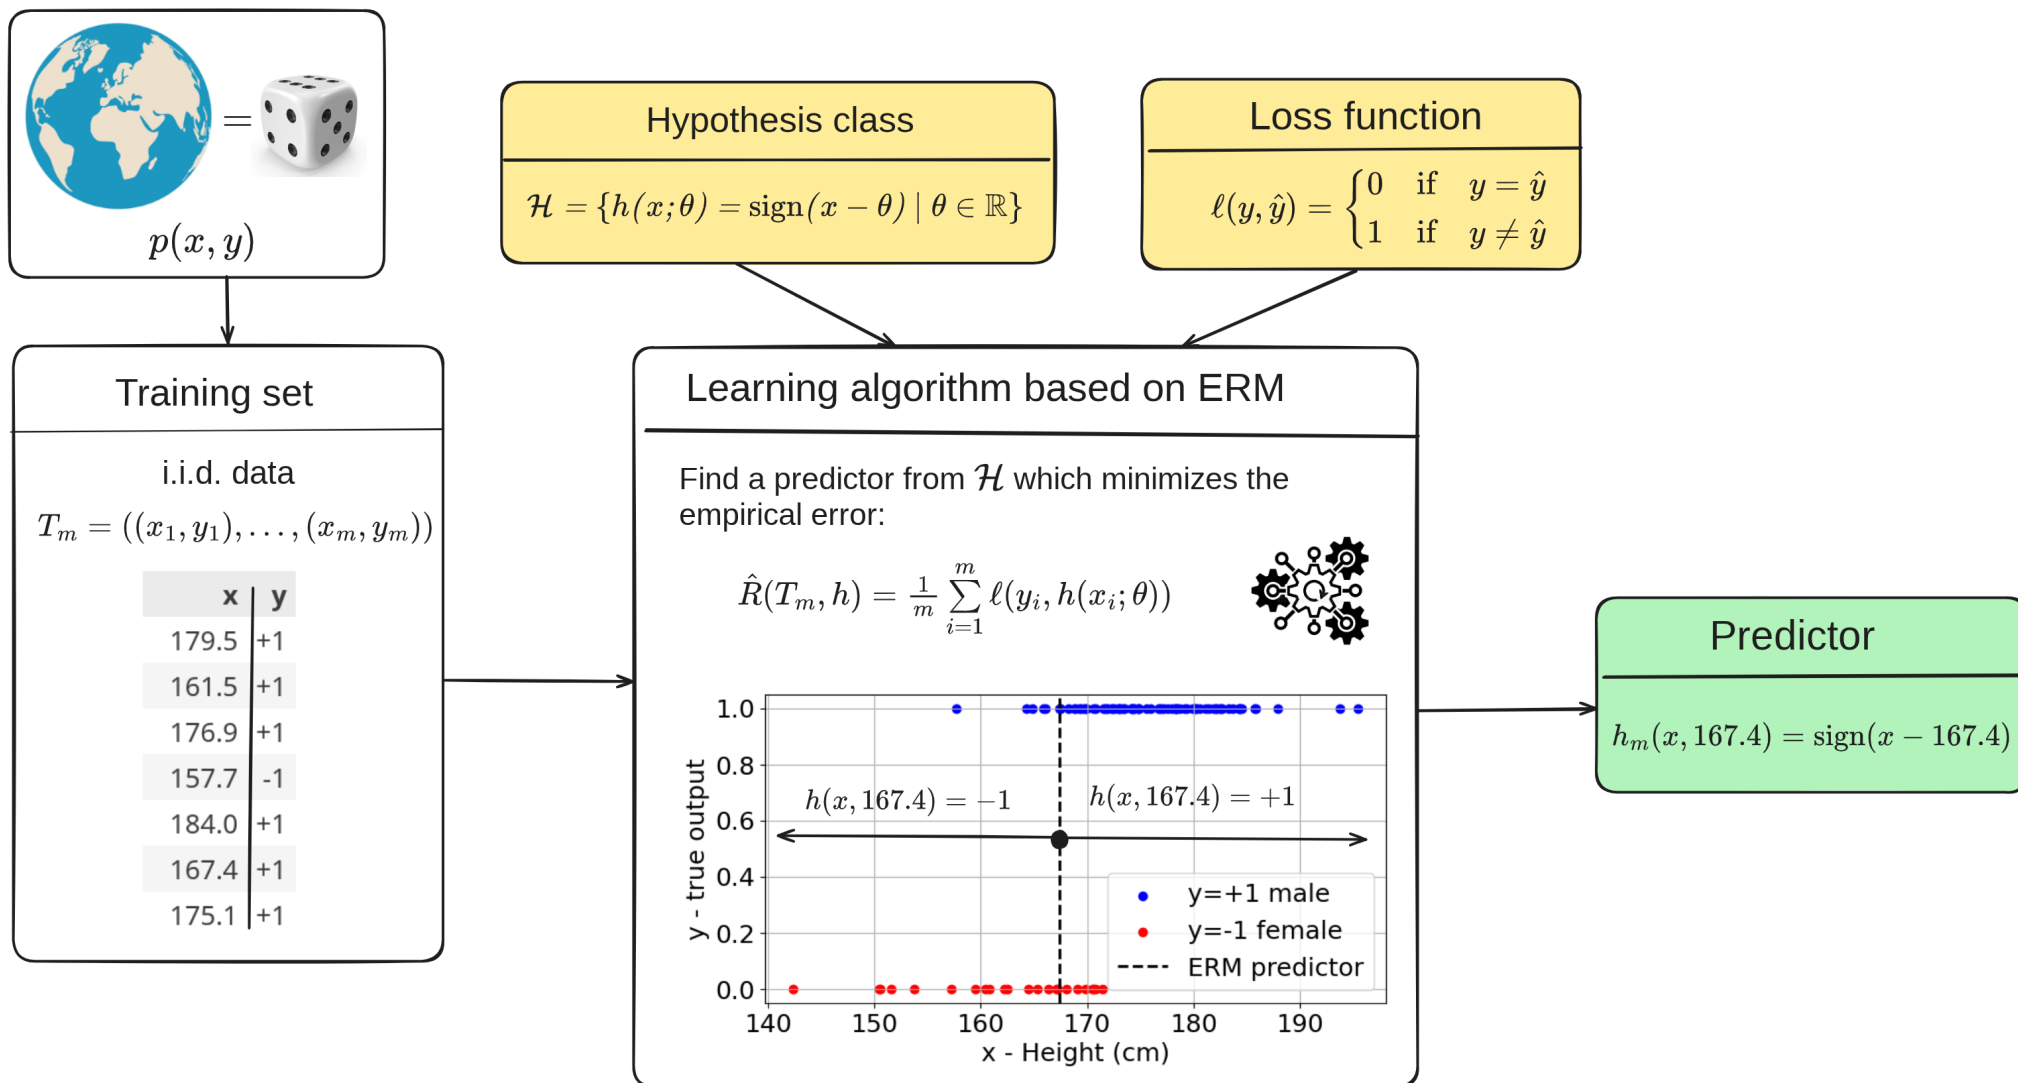 =
p(x, y)
Training set
i.i.d. data
T_m = ((x_1, y_1), . . . , (x_m, y_m))
x y
179.5 +1
161.5 +1
176.9 +1
157.7 -1
184.0 +1
167.4 +1
175.1 +1
Hypothesis class
ℋ = {h(x; θ) = sign(x − θ) | θ ∈ ℝ}
Loss function
ℓ(y, ŷ) = { 0 if y = ŷ
1 if y ≠ ŷ
Learning algorithm based on ERM
Find a predictor from ℋ which minimizes the
empirical error:
R̂(T_m, h) = 1/m ∑_{i=1}^{m} ℓ(y_i, h(x_i; θ))
1.0
0.8
0.6
0.4
0.2
0.0
y - true output
h(x, 167.4) = −1
h(x, 167.4) = +1
y=+1 male
y=-1 female
ERM predictor
140 150 160 170 180 190
x - Height (cm)
Predictor
h_m(x, 167.4) = sign(x − 167.4)